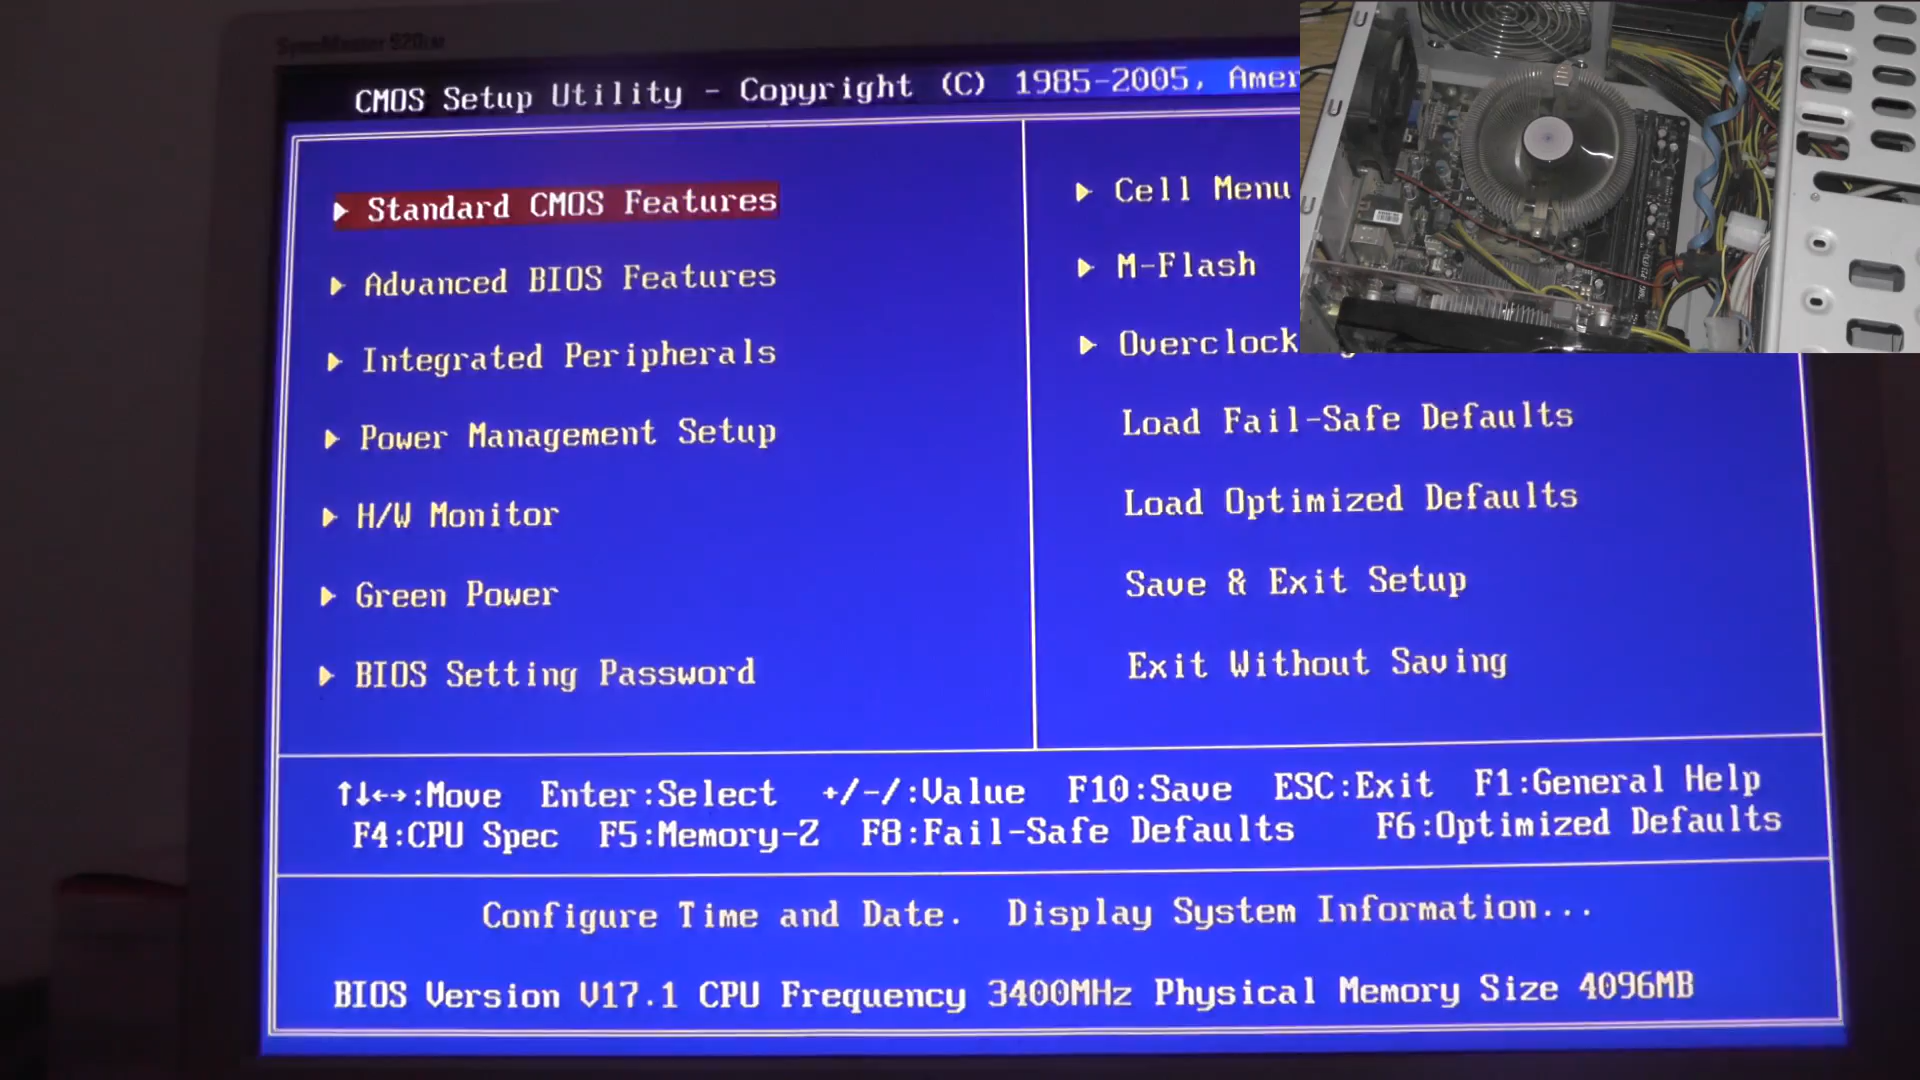 SyncMaster 920LM
CMOS Setup Utility - Copyright (C) 1985-2005, Amer
Standard CMOS Features
Advanced BIOS Features
Integrated Peripherals
Power Management Setup
H/W Monitor
Green Power
BIOS Setting Password
Cell Menu
M-Flash
Overclock
Load Fail-Safe Defaults
Load Optimized Defaults
Save & Exit Setup
Exit Without Saving
↑↓←→:Move Enter:Select +/-/:Value F10:Save ESC:Exit F1:General Help
F4:CPU Spec F5:Memory-Z F8:Fail-Safe Defaults F6:Optimized Defaults
Configure Time and Date. Display System Information...
BIOS Version V17.1 CPU Frequency 3400MHz Physical Memory Size 4096MB